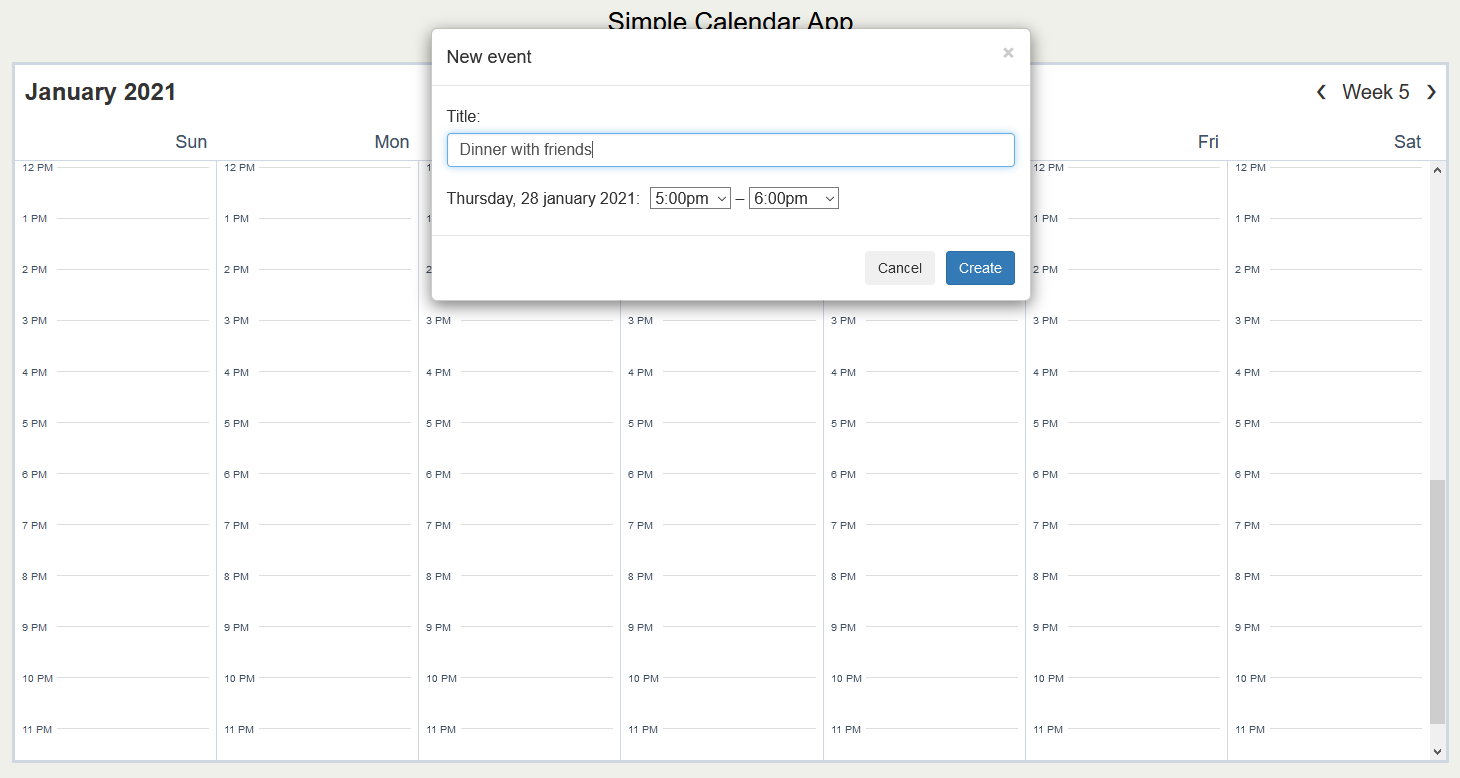 Simple Calendar App
New event ×
Title:
Dinner with friends
Thursday, 28 january 2021: 5:00pm – 6:00pm
Cancel Create
January 2021 Week 5
Sun Mon Fri Sat
12 PM 12 PM 1 12 PM 12 PM
1 PM 1 PM 1 1 PM 1 PM
2 PM 2 PM 2 2 PM 2 PM
3 PM 3 PM 3 PM 3 PM 3 PM 3 PM 3 PM
4 PM 4 PM 4 PM 4 PM 4 PM 4 PM 4 PM
5 PM 5 PM 5 PM 5 PM 5 PM 5 PM 5 PM
6 PM 6 PM 6 PM 6 PM 6 PM 6 PM 6 PM
7 PM 7 PM 7 PM 7 PM 7 PM 7 PM 7 PM
8 PM 8 PM 8 PM 8 PM 8 PM 8 PM 8 PM
9 PM 9 PM 9 PM 9 PM 9 PM 9 PM 9 PM
10 PM 10 PM 10 PM 10 PM 10 PM 10 PM 10 PM
11 PM 11 PM 11 PM 11 PM 11 PM 11 PM 11 PM